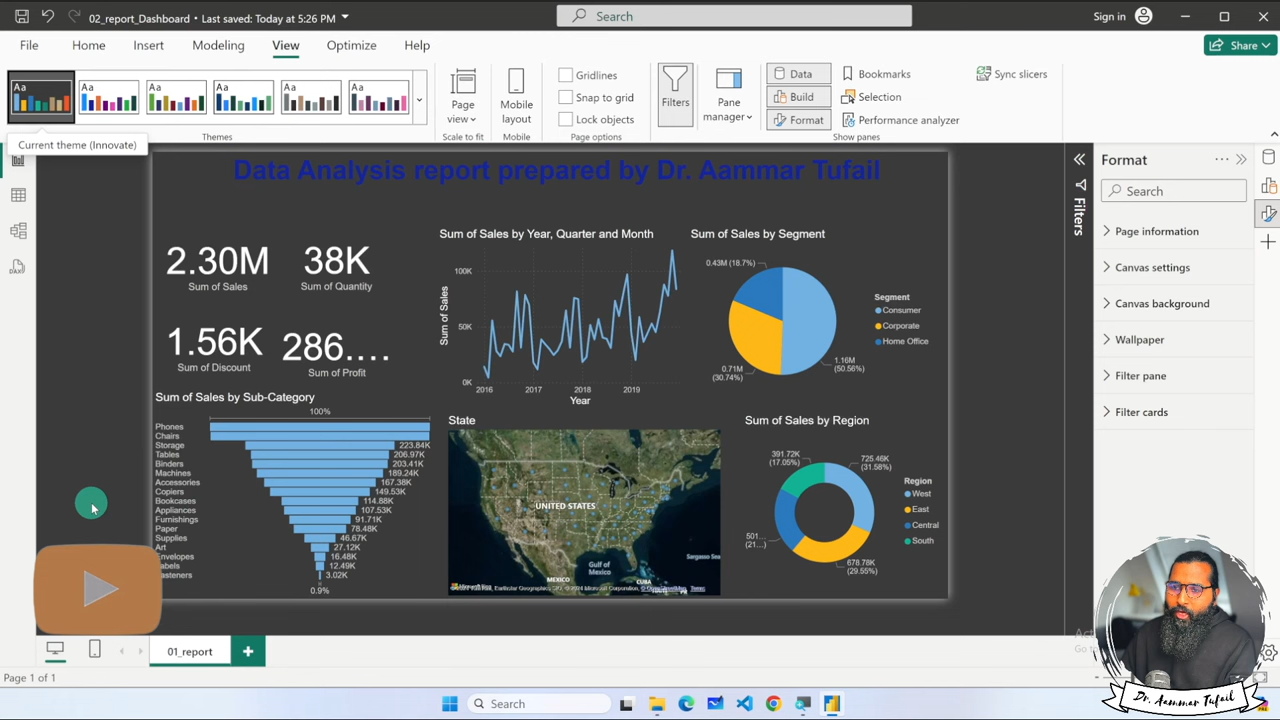 02_report_Dashboard • Last saved: Today at 5:26 PM
Search
Sign in
File
Home
Insert
Modeling
View
Optimize
Help
Share
Aa
Aa
Aa
Aa
Aa
Aa
Themes
Page view
Scale to fit
Mobile layout
Mobile
Gridlines
Snap to grid
Lock objects
Page options
Filters
Pane manager
Data
Build
Format
Bookmarks
Selection
Performance analyzer
Sync slicers
Show panes
Current theme (Innovate)
Data Analysis report prepared by Dr. Aammar Tufail
2.30M
Sum of Sales
38K
Sum of Quantity
1.56K
Sum of Discount
286....
Sum of Profit
Sum of Sales by Year, Quarter and Month
Sum of Sales
100K
50K
0K
2016
2017
2018
2019
Year
Sum of Sales by Segment
0.43M (18.7%)
0.71M
(30.74%)
1.16M
(50.56%)
Segment
Consumer
Corporate
Home Office
Sum of Sales by Sub-Category
100%
Phones
Chairs
Storage
223.84K
Tables
206.97K
Binders
203.41K
Machines
189.24K
Accessories
167.38K
Copiers
149.53K
Bookcases
114.88K
Appliances
107.53K
Furnishings
91.71K
Paper
78.48K
Supplies
46.67K
Art
27.12K
Envelopes
16.48K
12.49K
3.02K
0.9%
State
UNITED STATES
MEXICO
Gulf of
Mexico
CUBA
Sargasso Sea
Sum of Sales by Region
391.72K
(17.05%)
725.46K
(31.58%)
501...
(21...)
678.78K
(29.55%)
Region
West
East
Central
South
Filters
Format
Search
Page information
Canvas settings
Canvas background
Wallpaper
Filter pane
Filter cards
01_report
Page 1 of 1
Search
Dr. Aammar Tufail